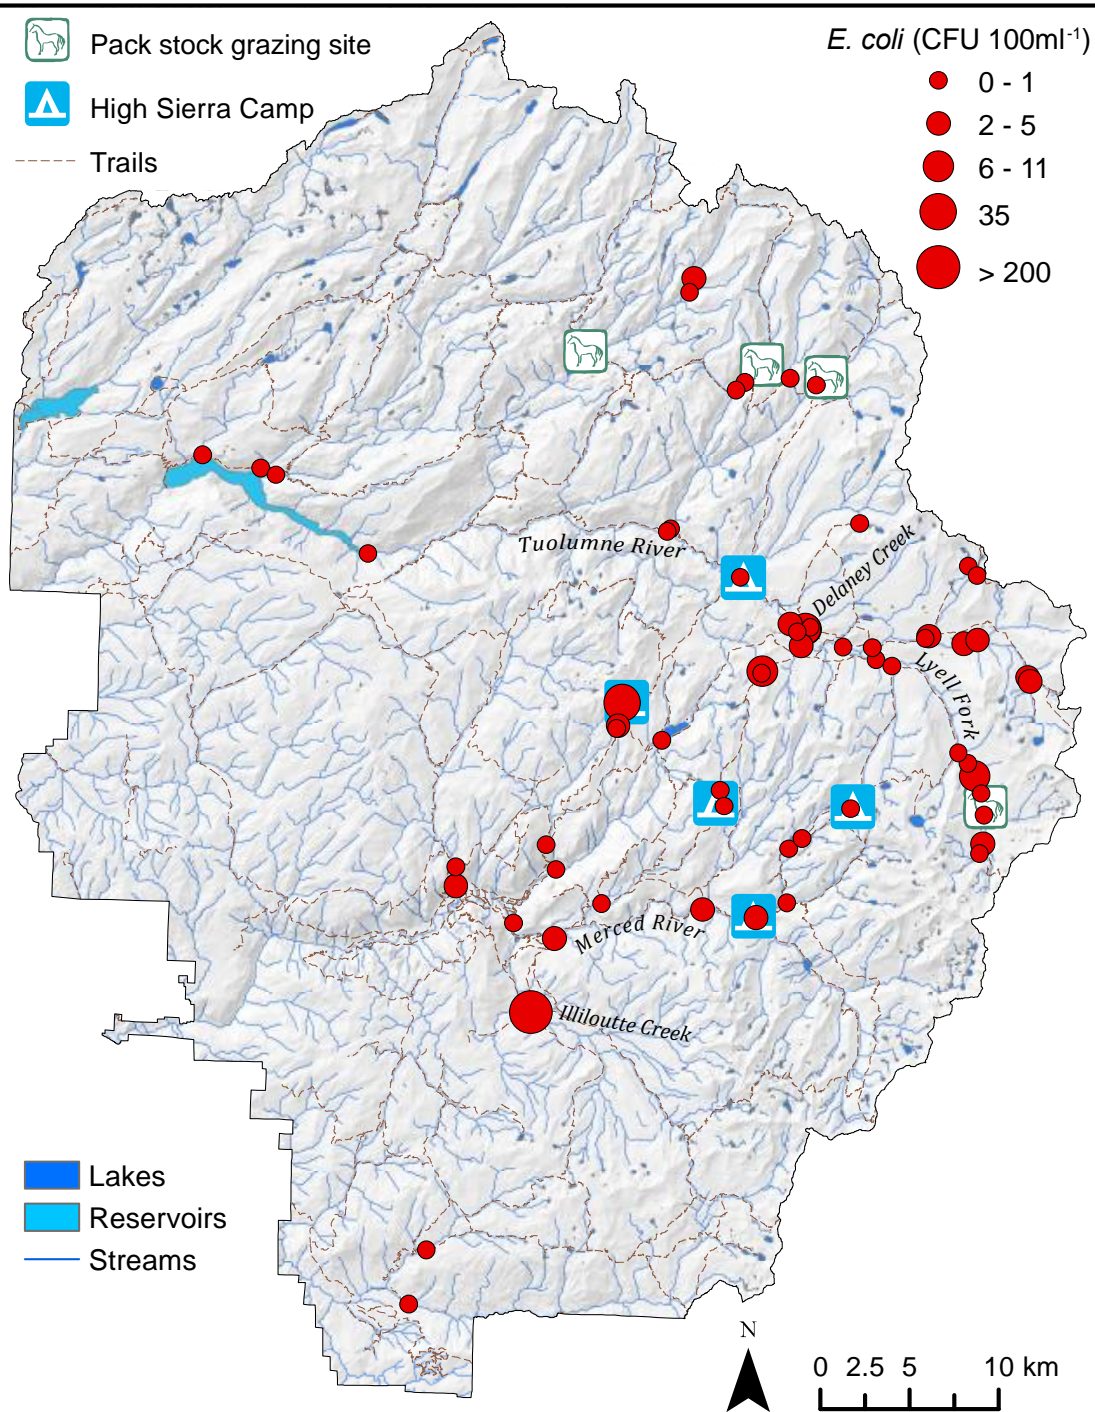 Pack stock grazing site
High Sierra Camp
Trails
E. coli (CFU 100ml⁻¹)
0 - 1
2 - 5
6 - 11
35
> 200
Tuolumne River
Delaney Creek
Lyell Fork
Merced River
Illiloutte Creek
Lakes
Reservoirs
Streams
N
0 2.5 5 10 km